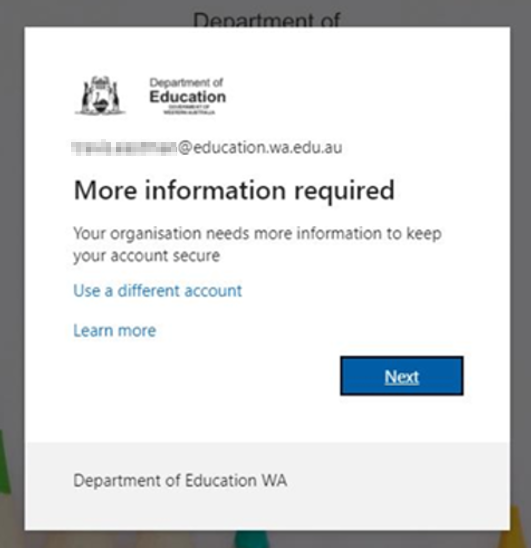 Department of
Department of
Education
GOVERNMENT OF
WESTERN AUSTRALIA
@education.wa.edu.au
More information required
Your organisation needs more information to keep
your account secure
Use a different account
Learn more
Next
Department of Education WA